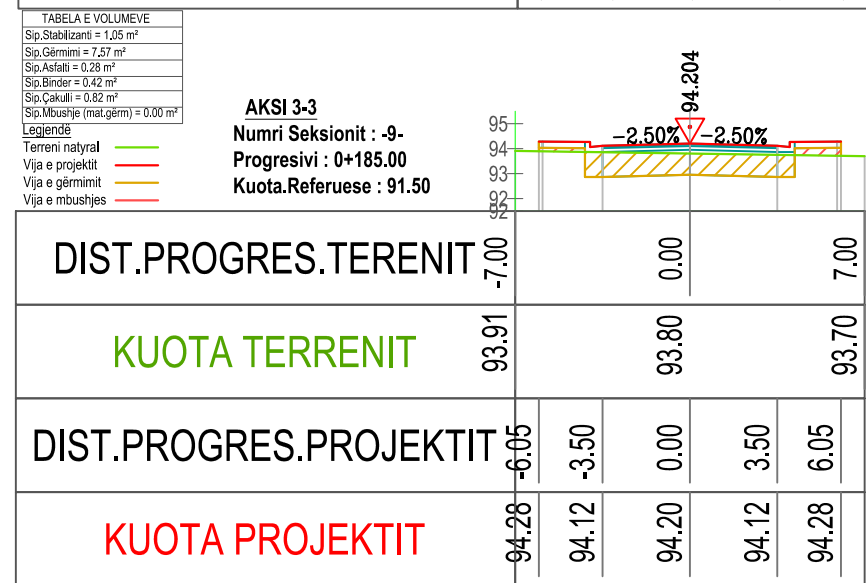 TABELA E VOLUMEVE
Sip.Stabilizanti = 1.05 m²
Sip.Gërmimi = 7.57 m²
Sip.Asfalti = 0.28 m²
Sip.Binder = 0.42 m²
Sip.Çakulli = 0.82 m²
Sip.Mbushje (mat.gërm) = 0.00 m²
Legjendë
Terreni natyral
Vija e projektit
Vija e gërmimit
Vija e mbushjes
AKSI 3-3
Numri Seksionit : -9-
Progresivi : 0+185.00
Kuota.Referuese : 91.50
94.204
-2.50% -2.50%
95
94
93
92
92
DIST.PROGRES.TERENIT -7.00 0.00 7.00
KUOTA TERRENIT 93.91 93.80 93.70
DIST.PROGRES.PROJEKTIT -6.05 -3.50 0.00 3.50 6.05
KUOTA PROJEKTIT 94.28 94.12 94.20 94.12 94.28